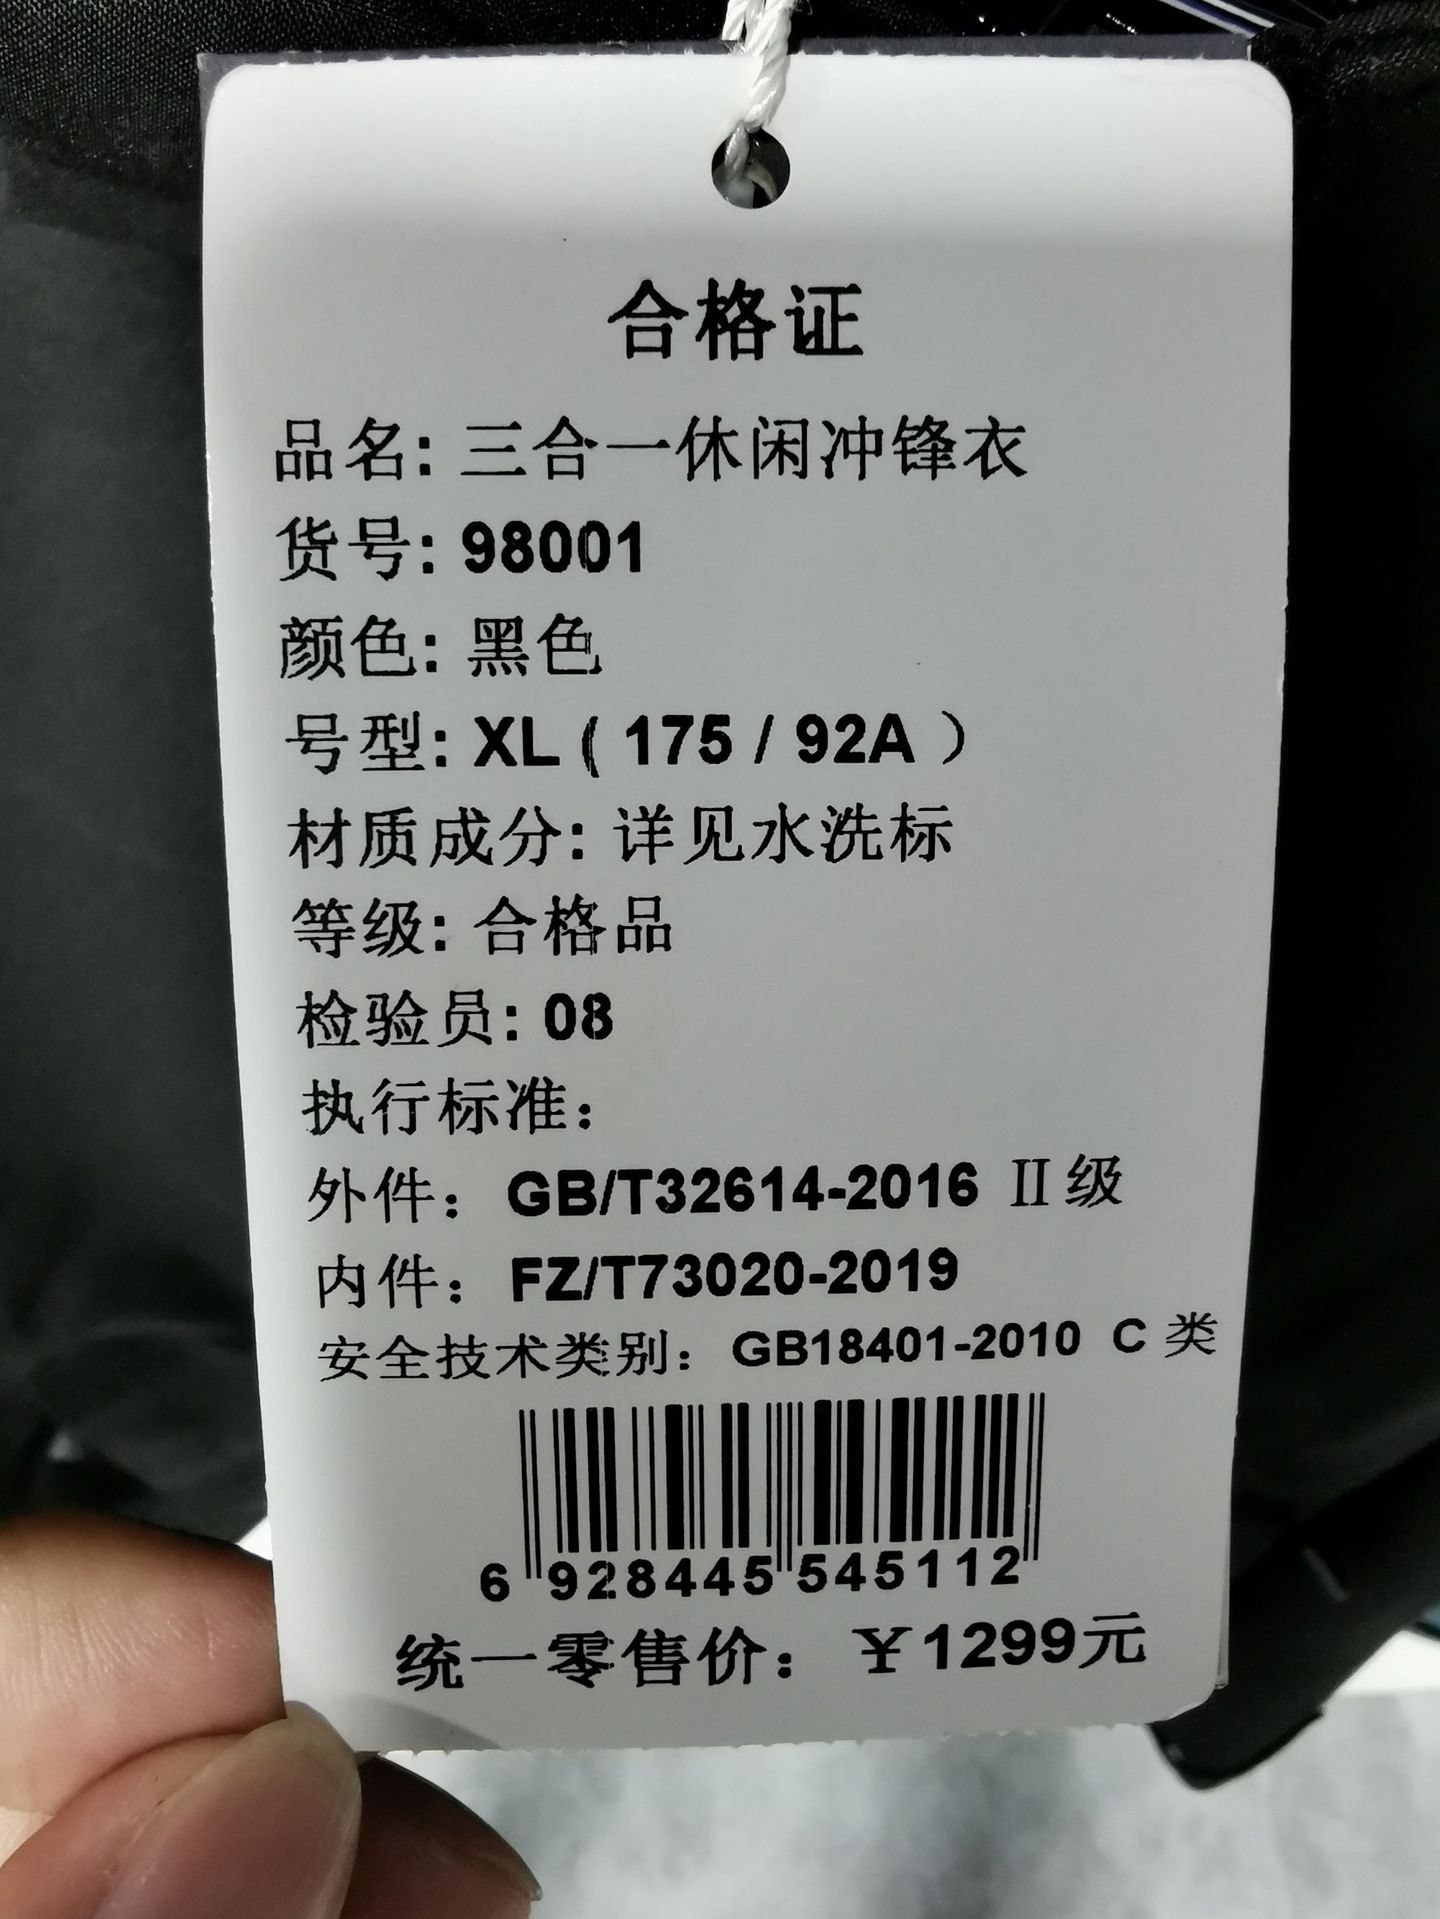 合格证
品名: 三合一休闲冲锋衣
货号: 98001
颜色: 黑色
号型: XL ( 175 / 92A )
材质成分: 详见水洗标
等级: 合格品
检验员: 08
执行标准:
外件: GB/T32614-2016 II级
内件: FZ/T73020-2019
安全技术类别: GB18401-2010 C类
6 928445 545112
统一零售价: ￥1299元